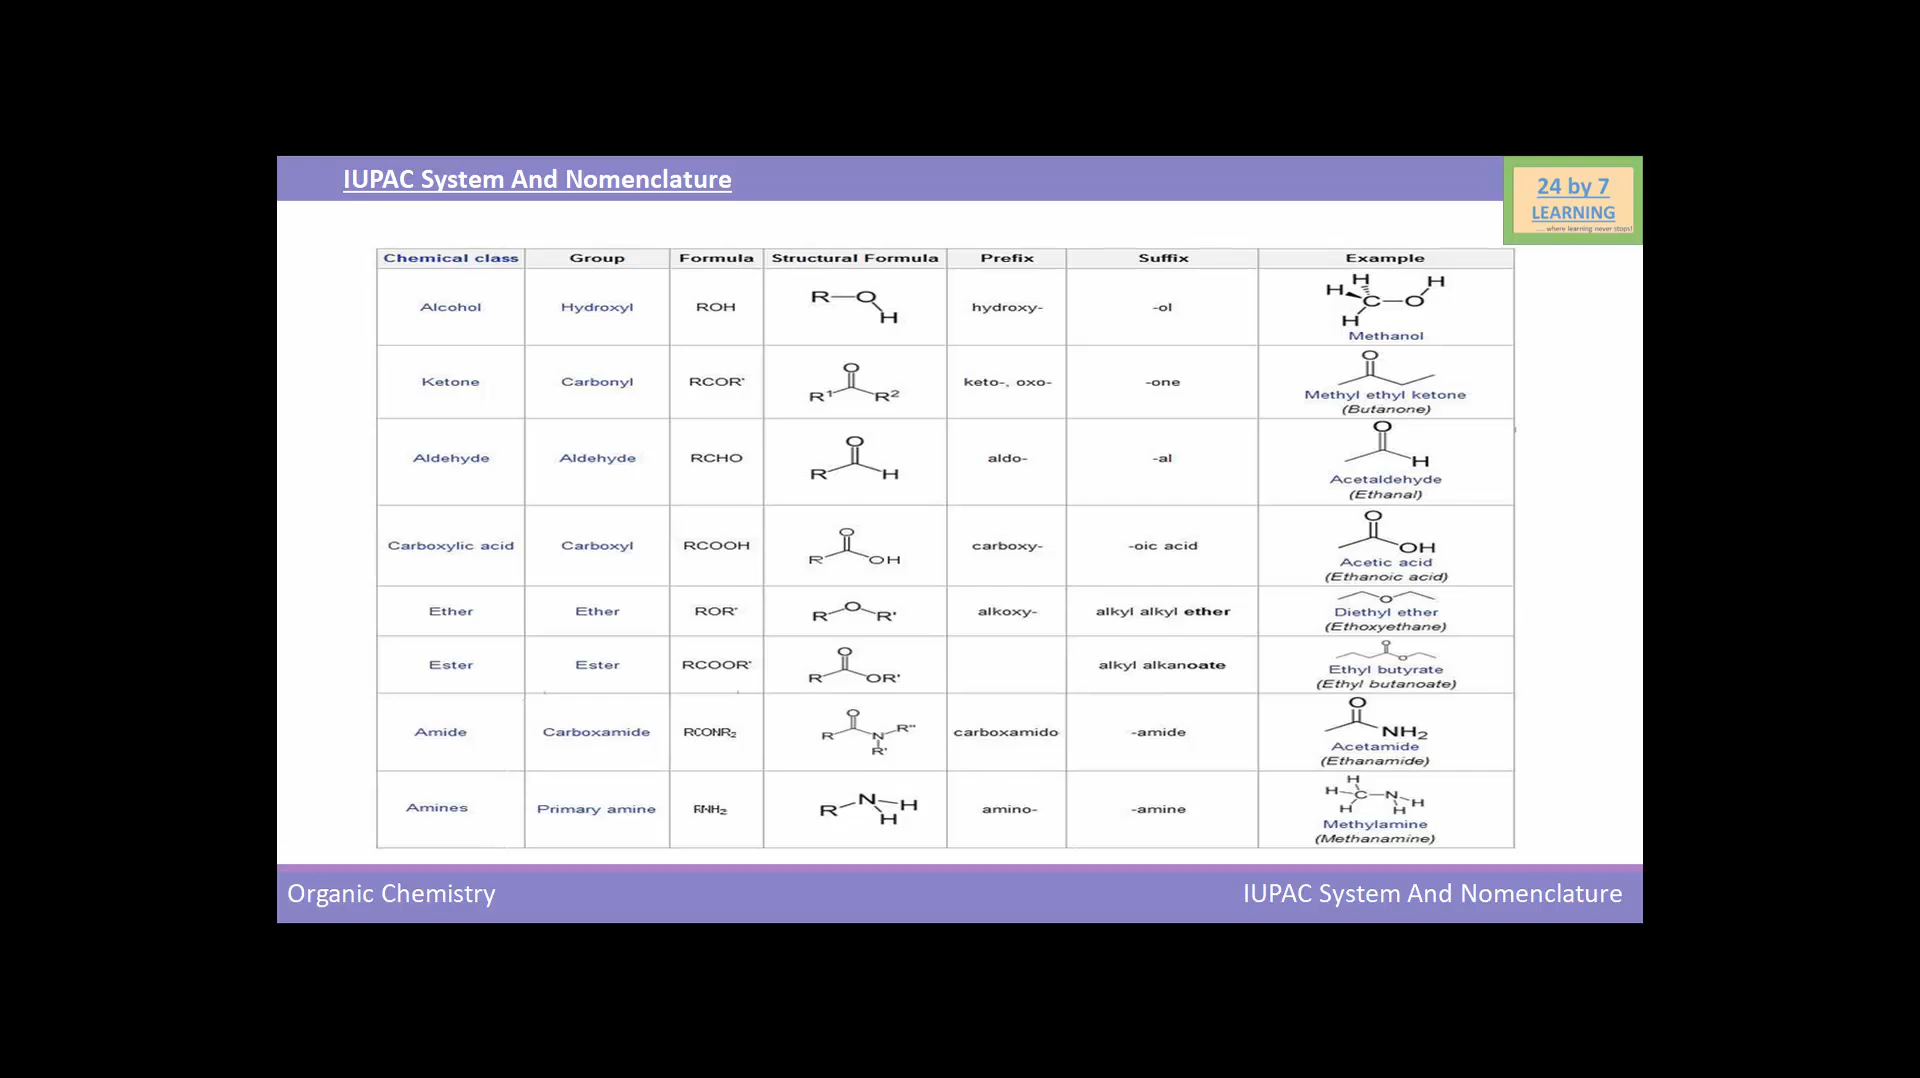 IUPAC System And Nomenclature
24 by 7
LEARNING
.... where learning never stops!
Chemical class Group Formula Structural Formula Prefix Suffix Example
Alcohol Hydroxyl ROH R O H hydroxy- -ol H H H C O H
Methanol
Ketone Carbonyl RCOR' O R¹ R² keto-, oxo- -one O
Methyl ethyl ketone
(Butanone)
Aldehyde Aldehyde RCHO O R H aldo- -al O H
Acetaldehyde
(Ethanal)
Carboxylic acid Carboxyl RCOOH O R OH carboxy- -oic acid O OH
Acetic acid
(Ethanoic acid)
Ether Ether ROR' R O R' alkoxy- alkyl alkyl ether O
Diethyl ether
(Ethoxyethane)
Ester Ester RCOOR' O R OR' alkyl alkanoate O O
Ethyl butyrate
(Ethyl butanoate)
Amide Carboxamide RCONR₂ O R N R" R' carboxamido -amide O NH₂
Acetamide
(Ethanamide)
Amines Primary amine RNH₂ R N H H amino- -amine H H C N H H H
Methylamine
(Methanamine)
Organic Chemistry
IUPAC System And Nomenclature